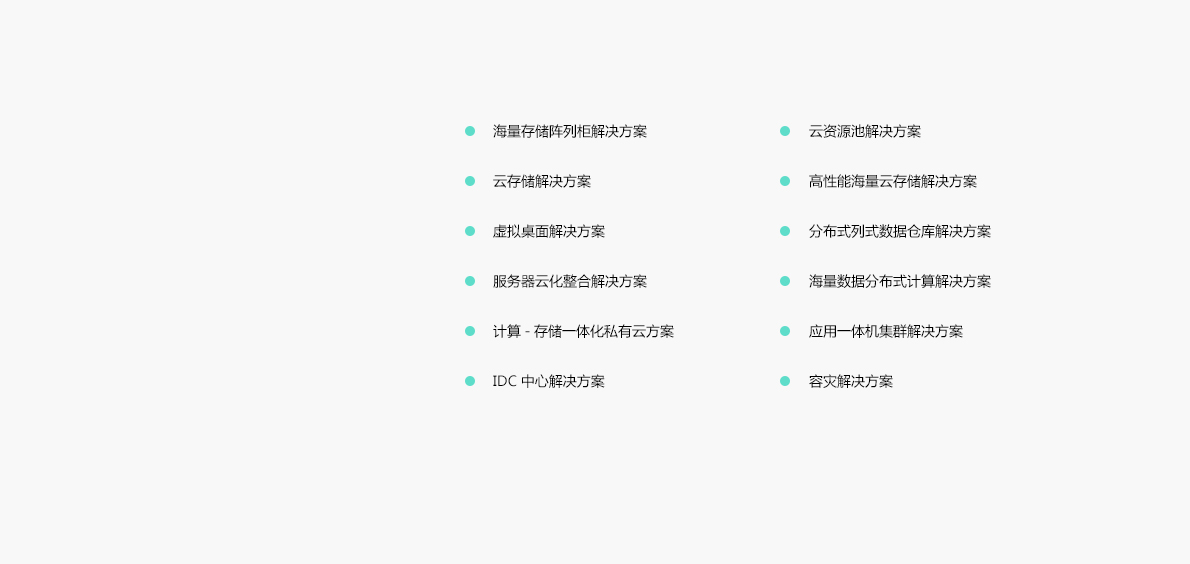 海量存储阵列柜解决方案
云资源池解决方案
云存储解决方案
高性能海量云存储解决方案
虚拟桌面解决方案
分布式列式数据仓库解决方案
服务器云化整合解决方案
海量数据分布式计算解决方案
计算 - 存储一体化私有云方案
应用一体机集群解决方案
IDC 中心解决方案
容灾解决方案